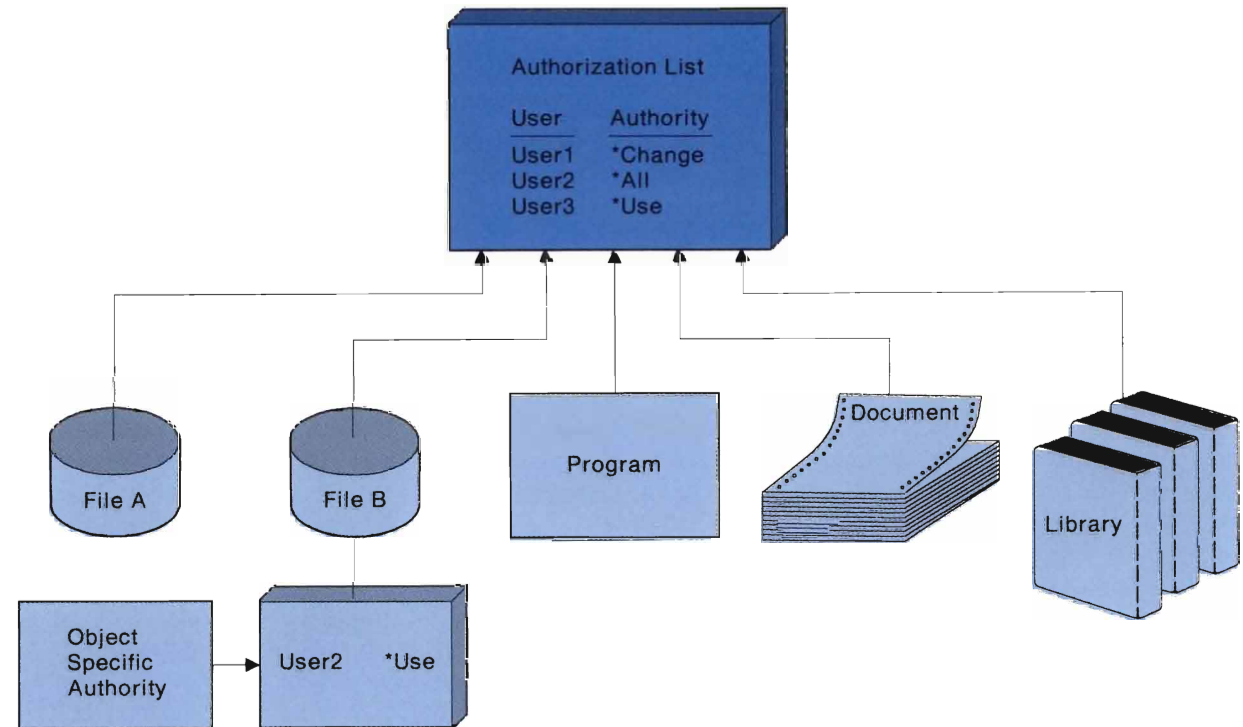 Authorization List
User Authority
User1 *Change
User2 *All
User3 *Use
File A
File B
Program
Document
Library
Object
Specific
Authority
User2 *Use